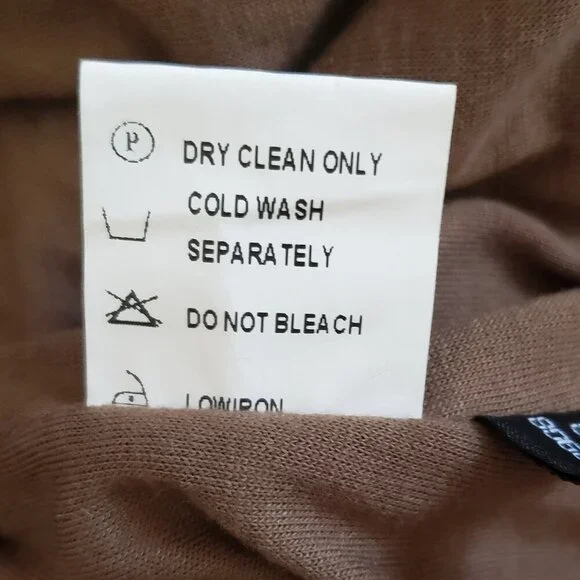 P
DRY CLEAN ONLY
COLD WASH
SEPARATELY
DO NOT BLEACH
LOW IRON